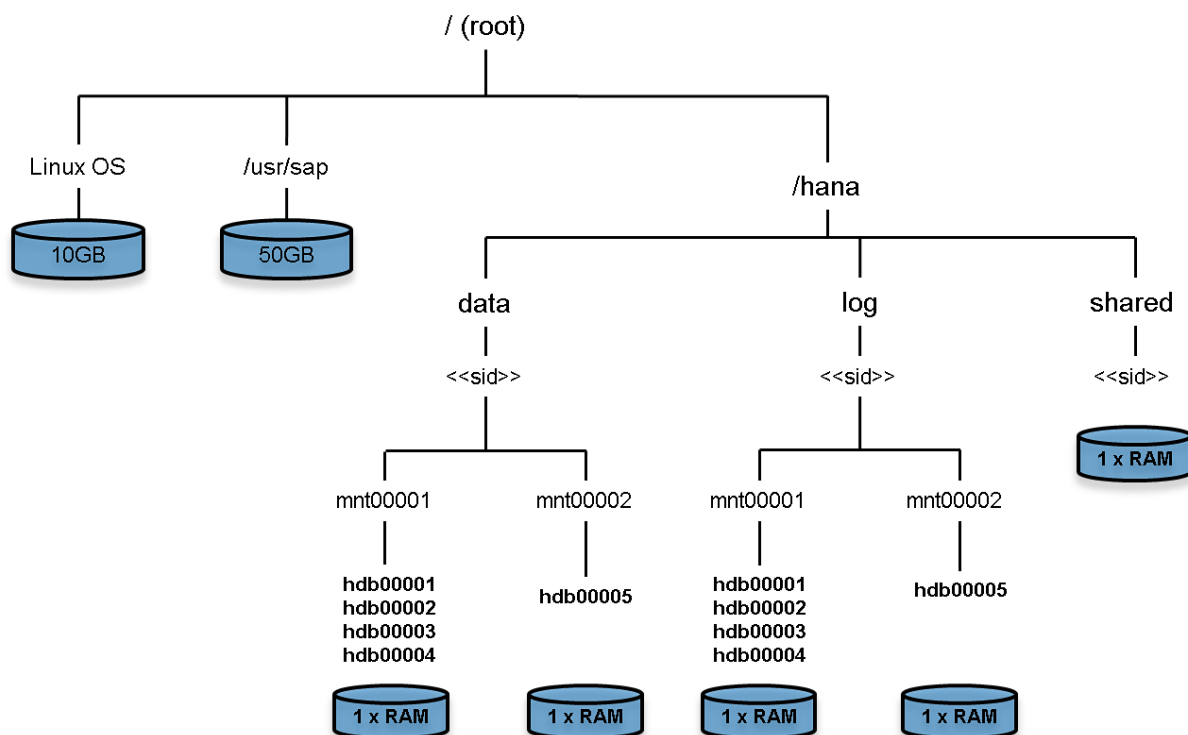 / (root)
Linux OS
/usr/sap
/hana
10GB
50GB
data
log
shared
<<sid>>
<<sid>>
<<sid>>
1 x RAM
mnt00001
mnt00002
mnt00001
mnt00002
hdb00001
hdb00002
hdb00003
hdb00004
hdb00005
hdb00001
hdb00002
hdb00003
hdb00004
hdb00005
1 x RAM
1 x RAM
1 x RAM
1 x RAM